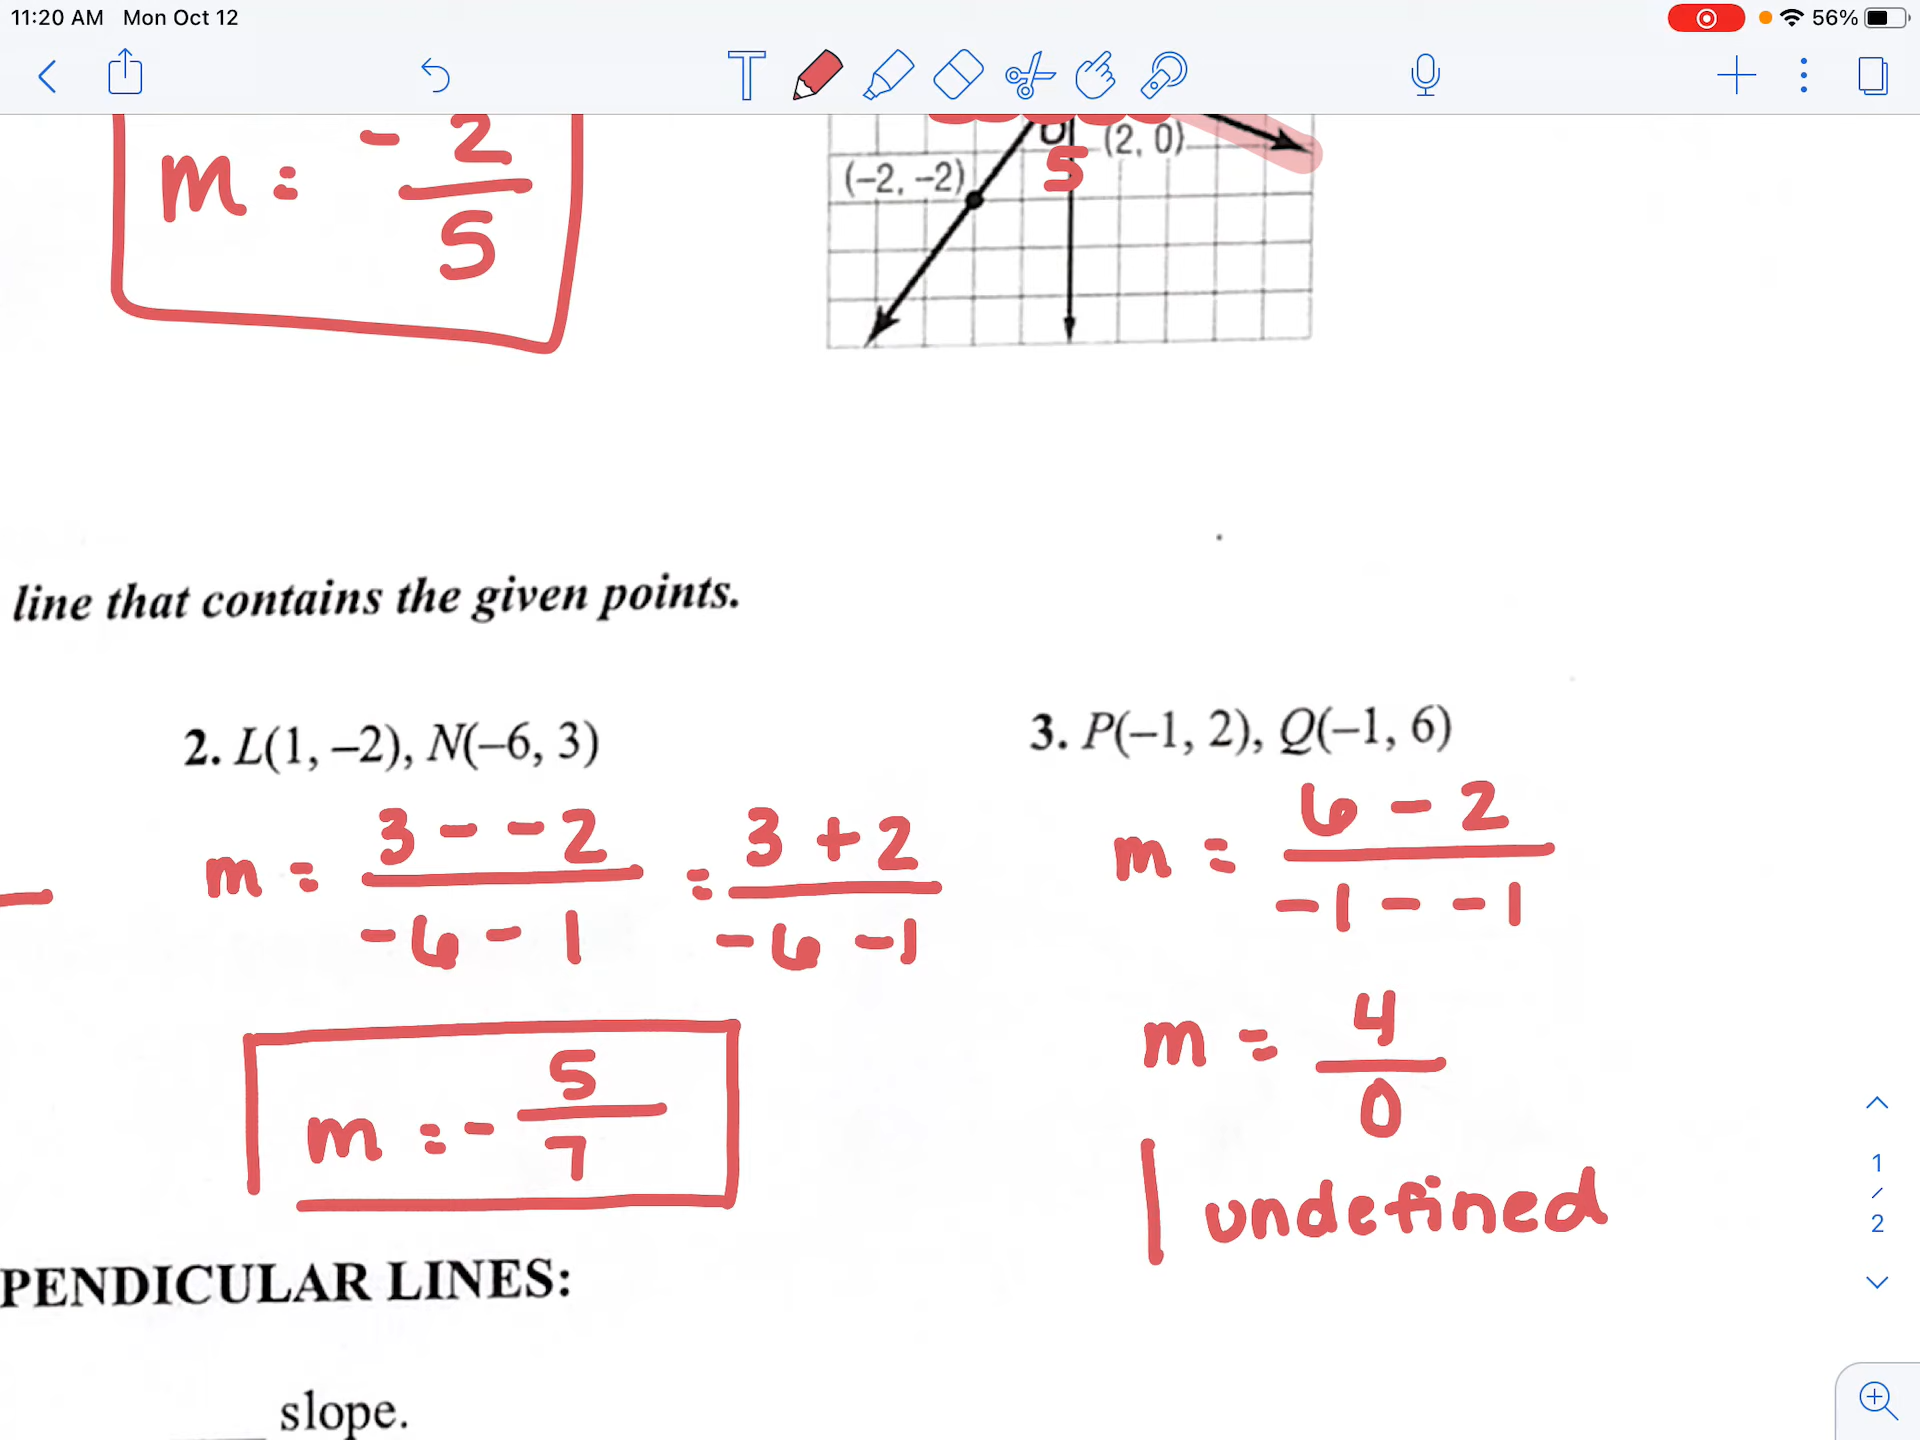 11:20 AM Mon Oct 12
56%
T
m = - 2
5
0
(2, 0)
5
(−2, −2)
line that contains the given points.
2. L(1, −2), N(−6, 3)
m = 3 - - 2 = 3 + 2
-6 - 1 -6 - 1
m = - 5
7
3. P(−1, 2), Q(−1, 6)
m = 6 - 2
-1 - - 1
m = 4
0
undefined
PENDICULAR LINES:
____ slope.
1
/
2